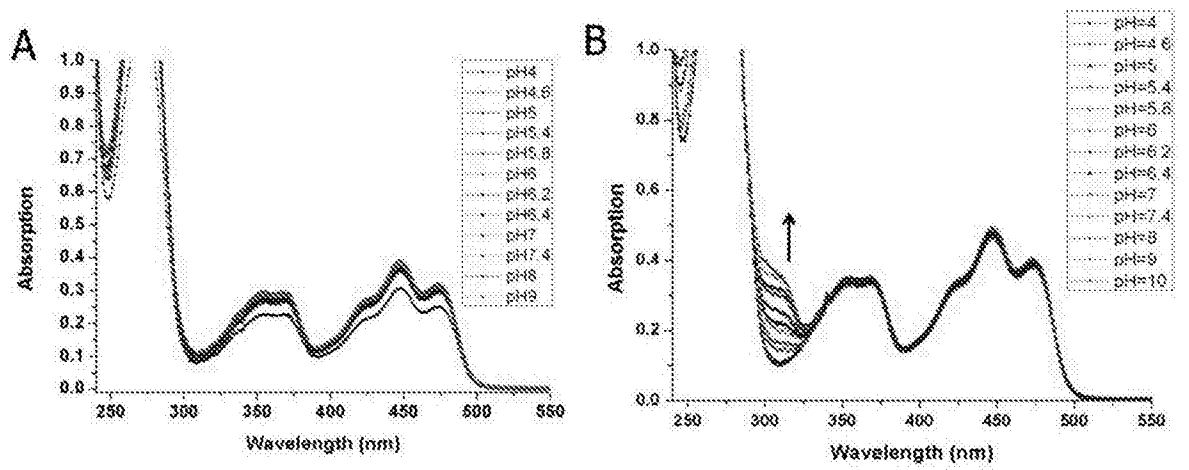 A
Absorption
1.0
0.9
0.8
0.7
0.6
0.5
0.4
0.3
0.2
0.1
0.0
250
300
350
400
450
500
550
Wavelength (nm)
pH4
pH4.6
pH5
pH5.4
pH5.8
pH6
pH6.2
pH6.4
pH7
pH7.4
pH8
pH9
B
Absorption
1.0
0.8
0.6
0.4
0.2
0.0
250
300
350
400
450
500
550
Wavelength (nm)
pH=4
pH=4.6
pH=5
pH=5.4
pH=5.8
pH=6
pH=6.2
pH=6.4
pH=7
pH=7.4
pH=8
pH=9
pH=10